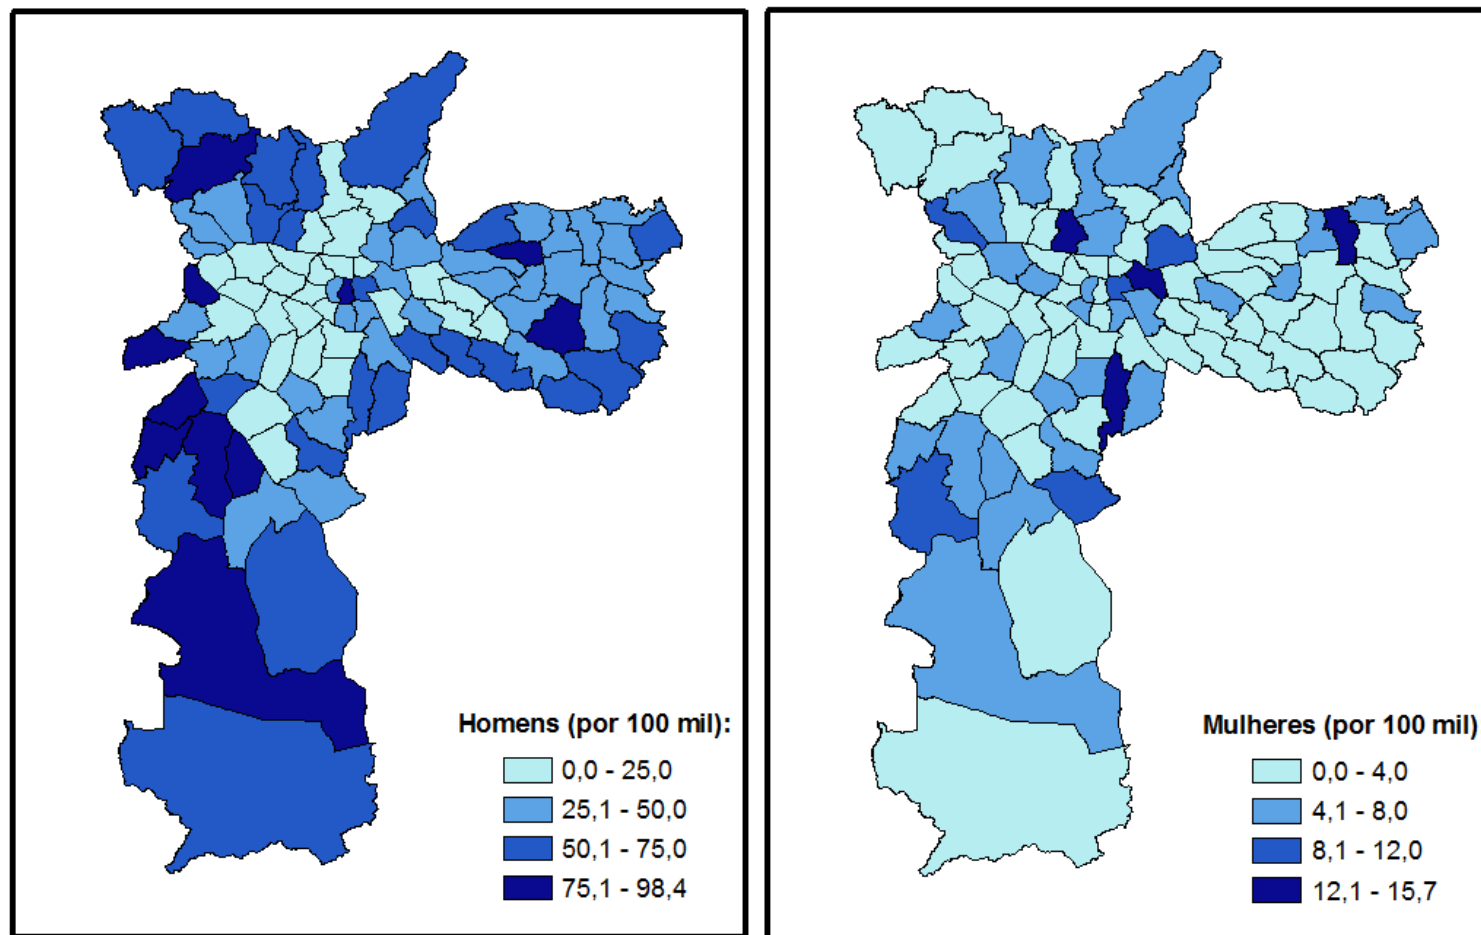 Homens (por 100 mil):
0,0 - 25,0
25,1 - 50,0
50,1 - 75,0
75,1 - 98,4
Mulheres (por 100 mil)
0,0 - 4,0
4,1 - 8,0
8,1 - 12,0
12,1 - 15,7